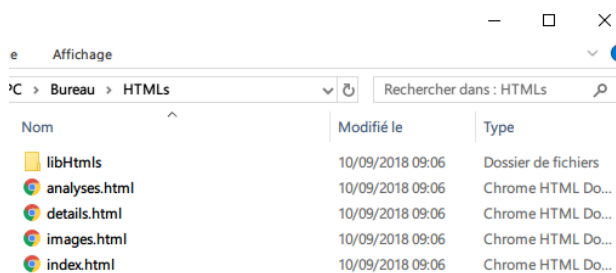 e Affichage
PC > Bureau > HTMLs Rechercher dans : HTMLs
Nom Modifié le Type
libHtmls 10/09/2018 09:06 Dossier de fichiers
analyses.html 10/09/2018 09:06 Chrome HTML Do...
details.html 10/09/2018 09:06 Chrome HTML Do...
images.html 10/09/2018 09:06 Chrome HTML Do...
index.html 10/09/2018 09:06 Chrome HTML Do...